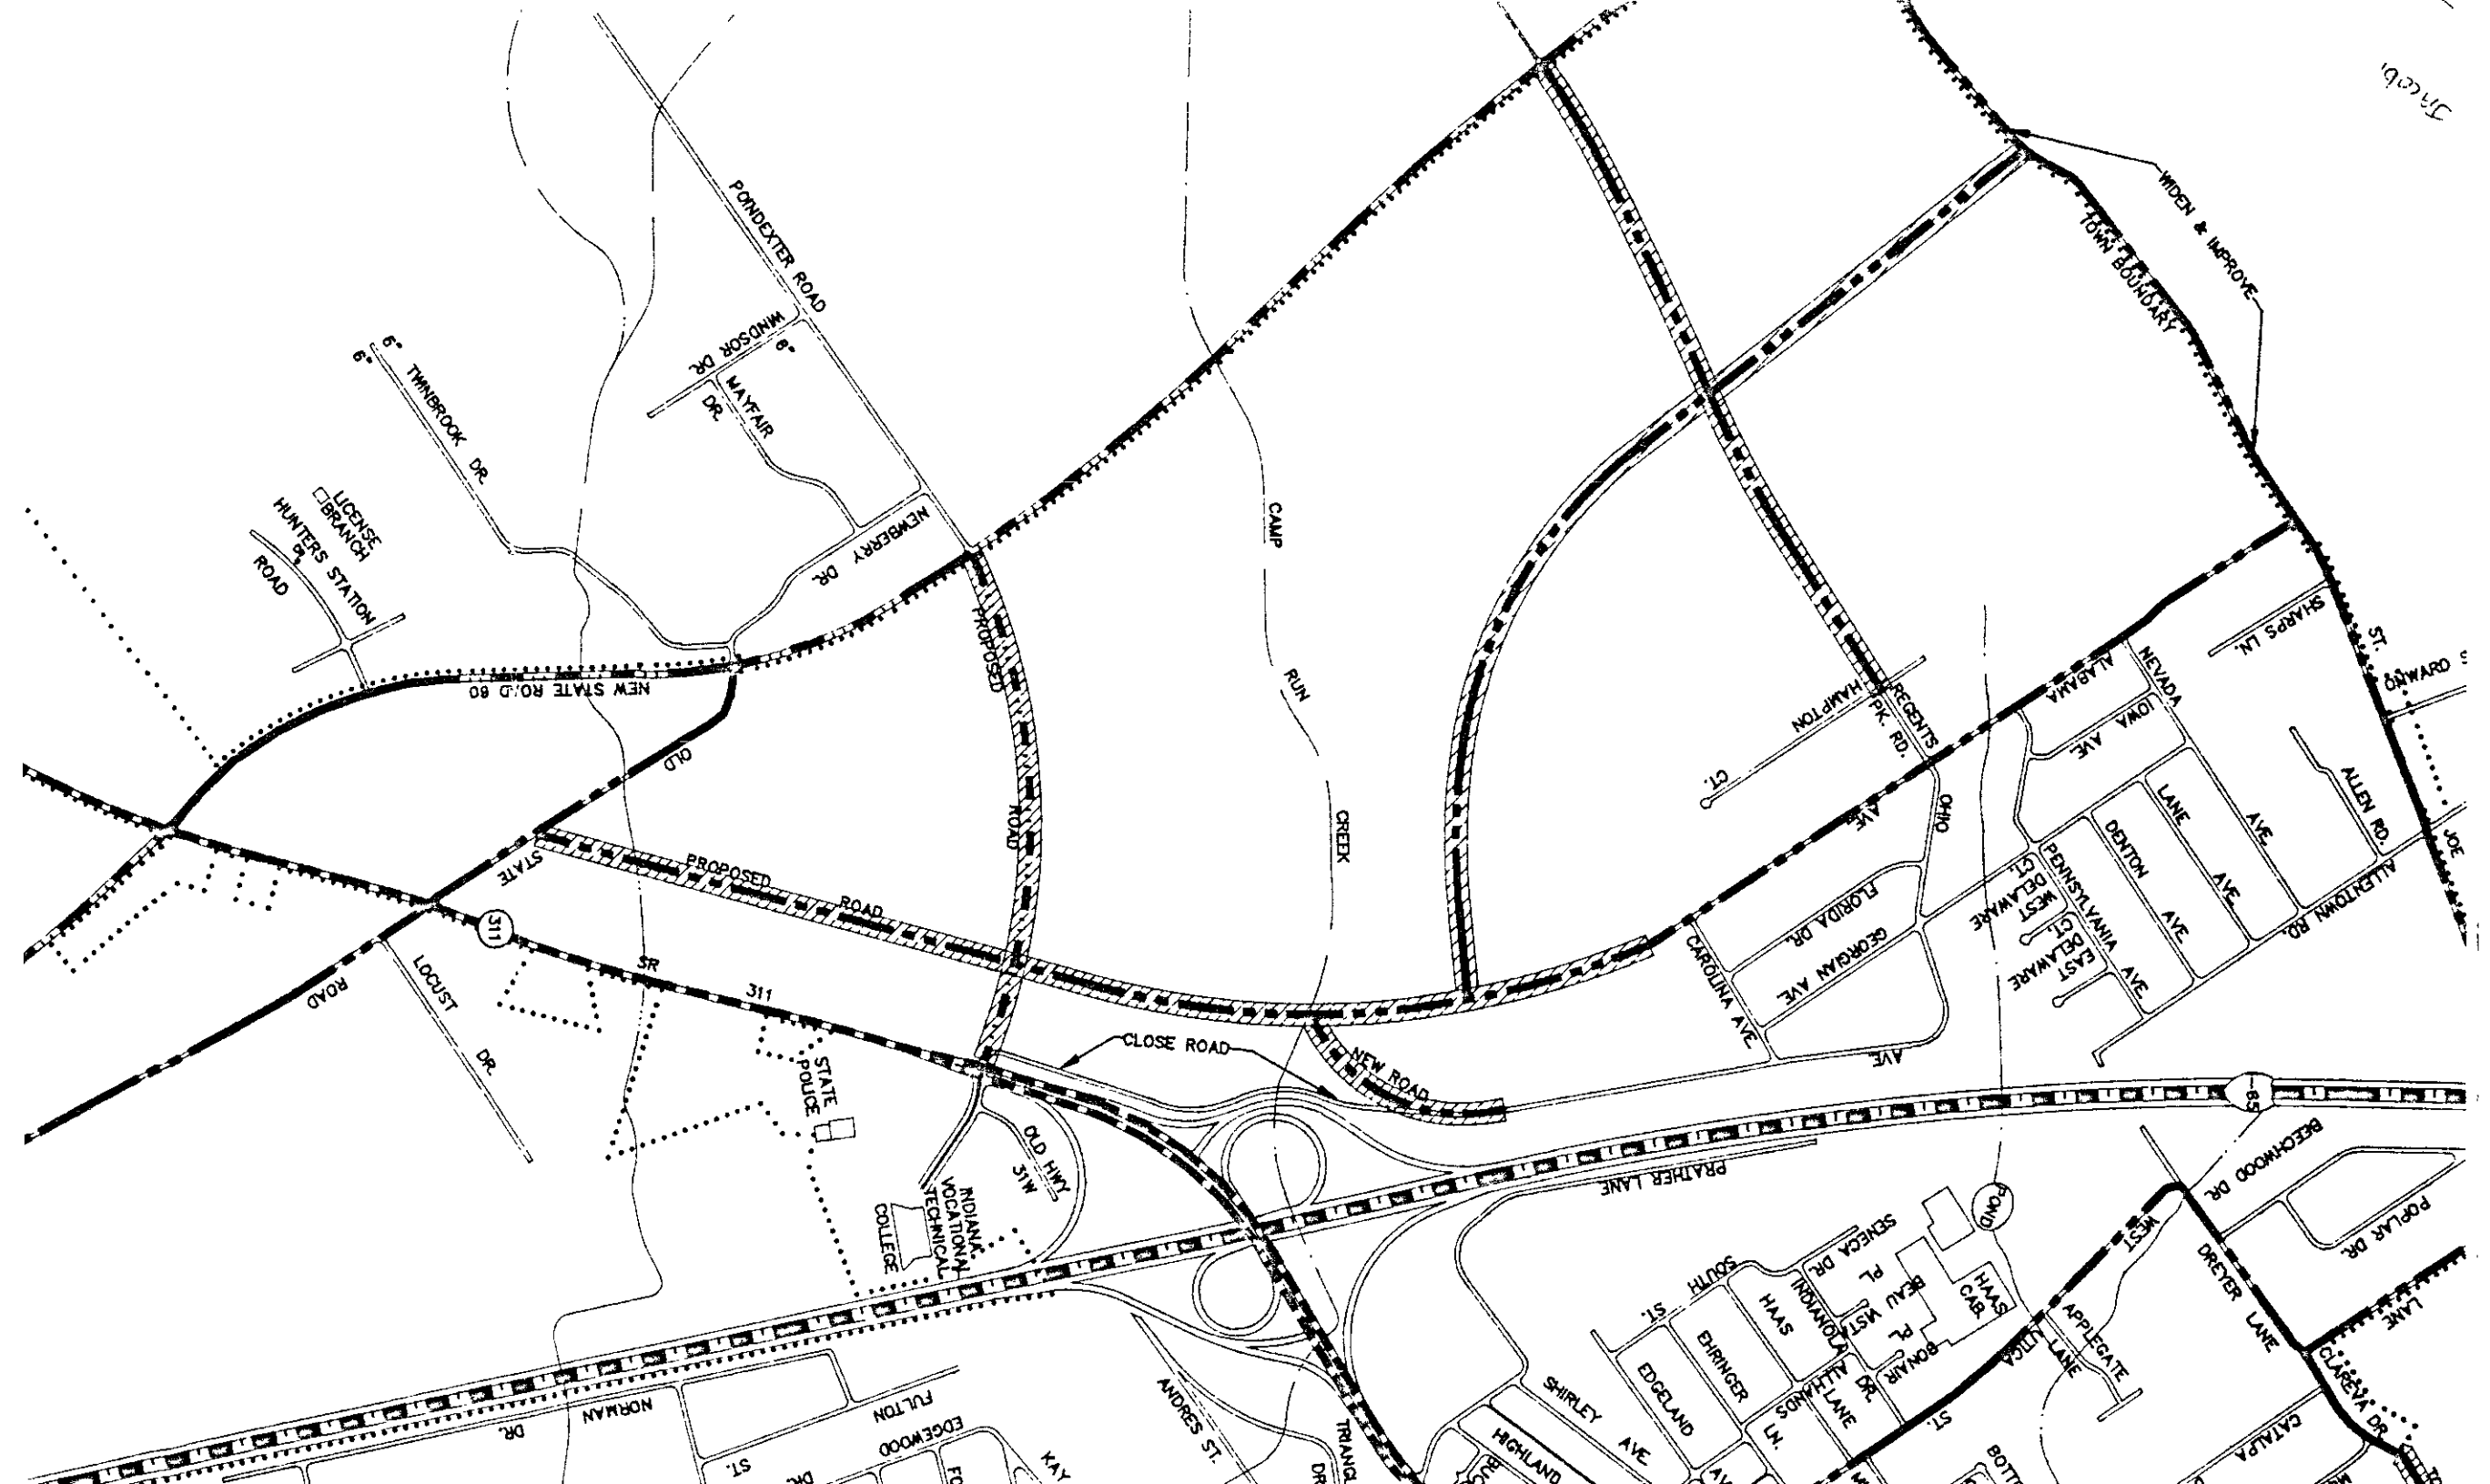 Jacobi
WIDEN & IMPROVE
TOWN BOUNDARY
POINDEXTER ROAD
WINDSOR DR.
8"
MAYFAIR
DR.
6"
6"
TWINBROOK DR.
LICENSE
BRANCH
HUNTERS STATION
ROAD
NEWBERRY DR.
NEW STATE ROAD 60
PROPOSED
ROAD
CAMP
RUN
CREEK
OLD
STATE
ROAD
PROPOSED
ROAD
311
SR
311
LOCUST
DR.
STATE
POLICE
CLOSE ROAD
NEW ROAD
OLD HWY
31W
INDIANA
VOCATIONAL
TECHNICAL
COLLEGE
HAMPTON
CT.
REGENTS
PK. RD.
OHIO
AVE.
ALABAMA
AVE.
NEVADA
AVE.
IOWA
AVE.
SHARPS LN.
ST.
ONWARD
ALLEN RD.
JOE
ALLENTOWN
RD.
LANE
AVE.
DENTON
AVE.
PENNSYLVANIA
AVE.
WEST
DELAWARE
CT.
EAST
DELAWARE
CT.
FLORIDA DR.
GEORGIAN AVE.
CAROLINA AVE.
I-65
PRATHER LANE
BEECHWOOD DR.
POPLAR DR.
POND
WEST
UTICA
ST.
DREYER LANE
LANE
CLAREVA DR.
CATALPA
APPLEGATE
LANE
HAAS
CAB.
SENECA
DR.
BEAU
PL.
VIST
BONAIR
PL.
INDIANOLA
DR.
SOUTH
ST.
HAAS
EHRINGER
EDGELAND
AVE
ALLHANDS
LN.
LANE
SHIRLEY
AVE.
HIGHLAND
ANDRES ST.
NORMAN
DR.
FULTON
ST.
EDGEWOOD
DR.
KAY